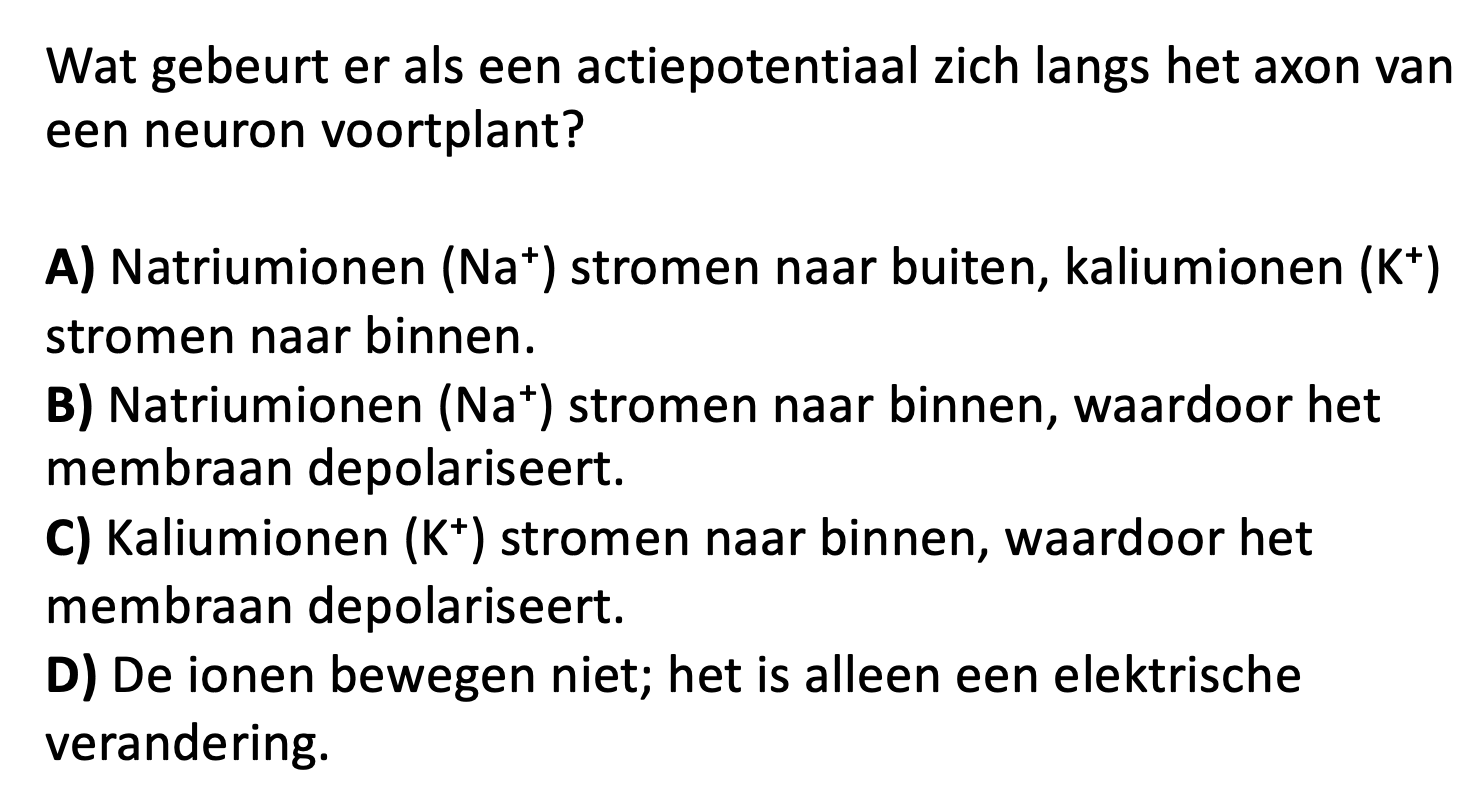 Wat gebeurt er als een actiepotentiaal zich langs het axon van
een neuron voortplant?
A) Natriumionen (Na⁺) stromen naar buiten, kaliumionen (K⁺)
stromen naar binnen.
B) Natriumionen (Na⁺) stromen naar binnen, waardoor het
membraan depolariseert.
C) Kaliumionen (K⁺) stromen naar binnen, waardoor het
membraan depolariseert.
D) De ionen bewegen niet; het is alleen een elektrische
verandering.